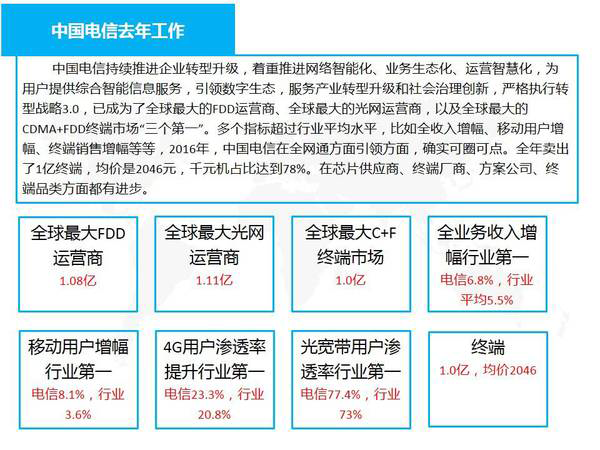 中国电信去年工作
中国电信持续推进企业转型升级，着重推进网络智能化、业务生态化、运营智慧化，为
用户提供综合智能信息服务，引领数字生态，服务产业转型升级和社会治理创新，严格执行转
型战略3.0，已成为了全球最大的FDD运营商、全球最大的光网运营商，以及全球最大的
CDMA+FDD终端市场“三个第一”。多个指标超过行业平均水平，比如全收入增幅、移动用户增
幅、终端销售增幅等等，2016年，中国电信在全网通方面引领方面，确实可圈可点。全年卖出
了1亿终端，均价是2046元，千元机占比达到78%。在芯片供应商、终端厂商、方案公司、终
端品类方面都有进步。
全球最大FDD
运营商
1.08亿
全球最大光网
运营商
1.11亿
全球最大C+F
终端市场
1.0亿
全业务收入增
幅行业第一
电信6.8%，行业
平均5.5%
移动用户增幅
行业第一
电信8.1%，行业
3.6%
4G用户渗透率
提升行业第一
电信23.3%，行业
20.8%
光宽带用户渗
透率行业第一
电信77.4%，行业
73%
终端
1.0亿，均价2046